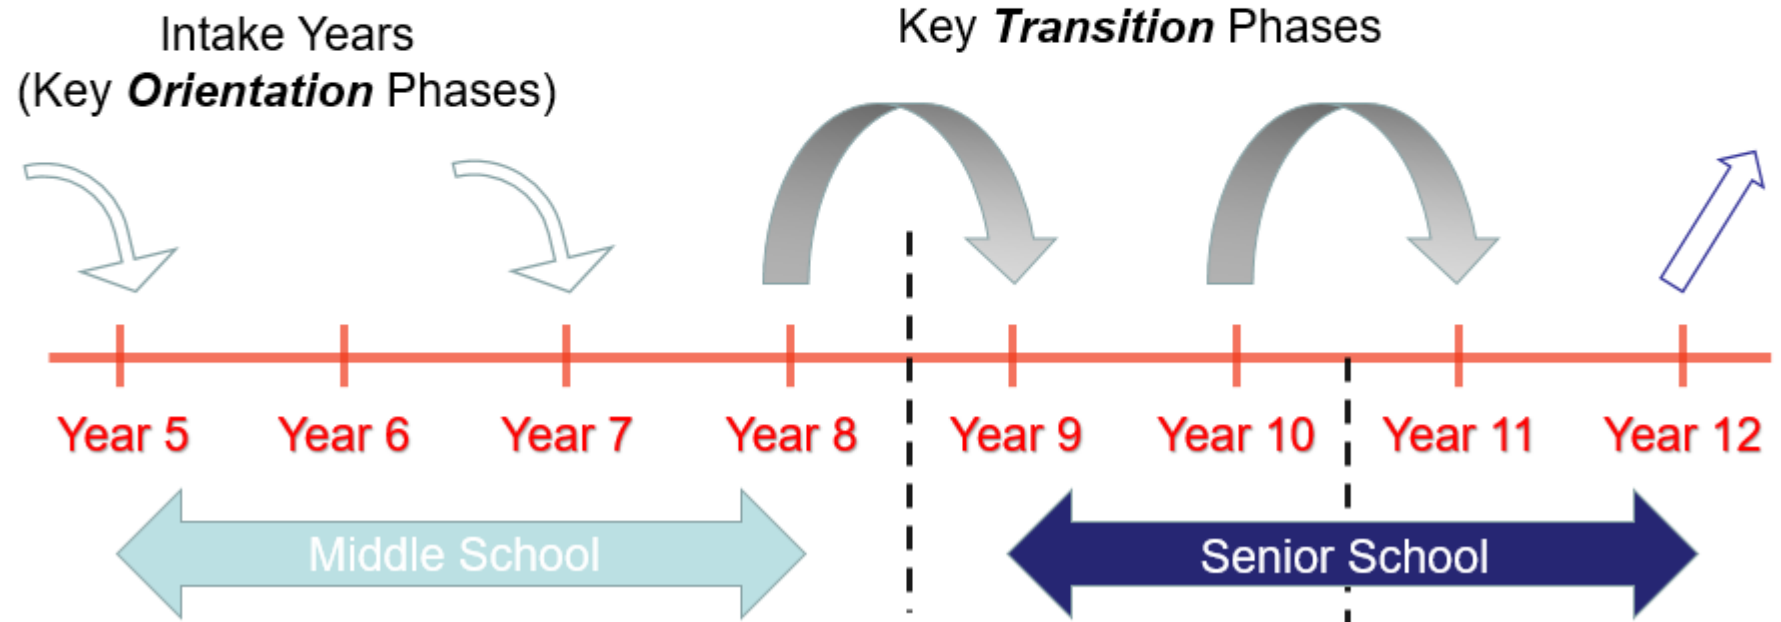 Intake Years
(Key Orientation Phases)
Key Transition Phases
Year 5
Year 6
Year 7
Year 8
Year 9
Year 10
Year 11
Year 12
Middle School
Senior School